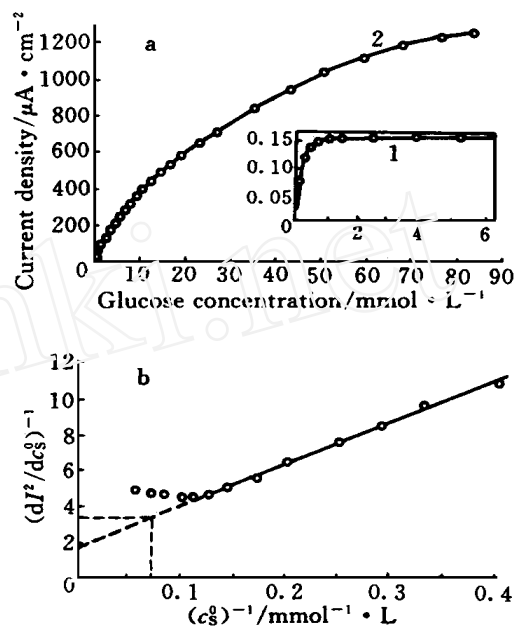 a
2
1200
1000
800
600
400
200
0
Current density/μA·cm⁻²
1
0.15
0.10
0.05
0
2 4 6
10 20 30 40 50 60 70 80 90
Glucose concentration/mmol·L⁻¹
nki.net
b
12
10
8
6
4
2
0
(dI²/dc⁰ₛ)⁻¹
0.1 0.2 0.3 0.4
(c⁰ₛ)⁻¹/mmol⁻¹·L